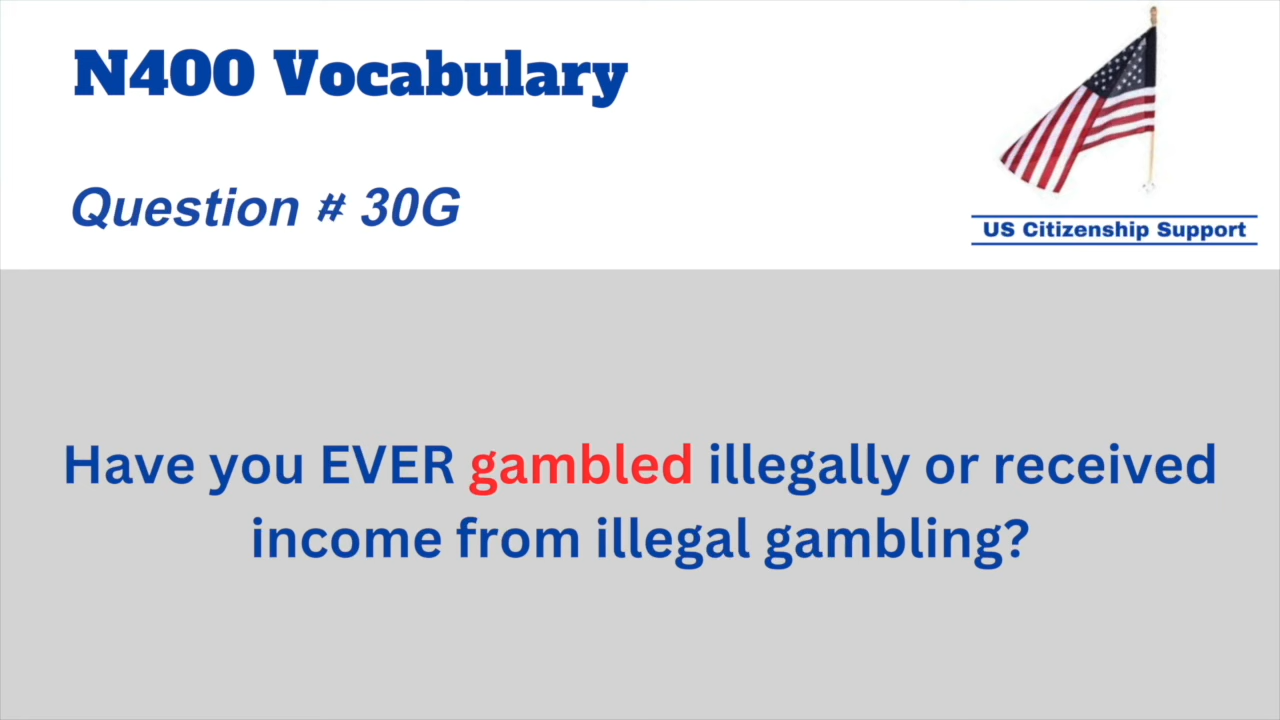 N400 Vocabulary
Question # 30G
US Citizenship Support
Have you EVER gambled illegally or received
income from illegal gambling?